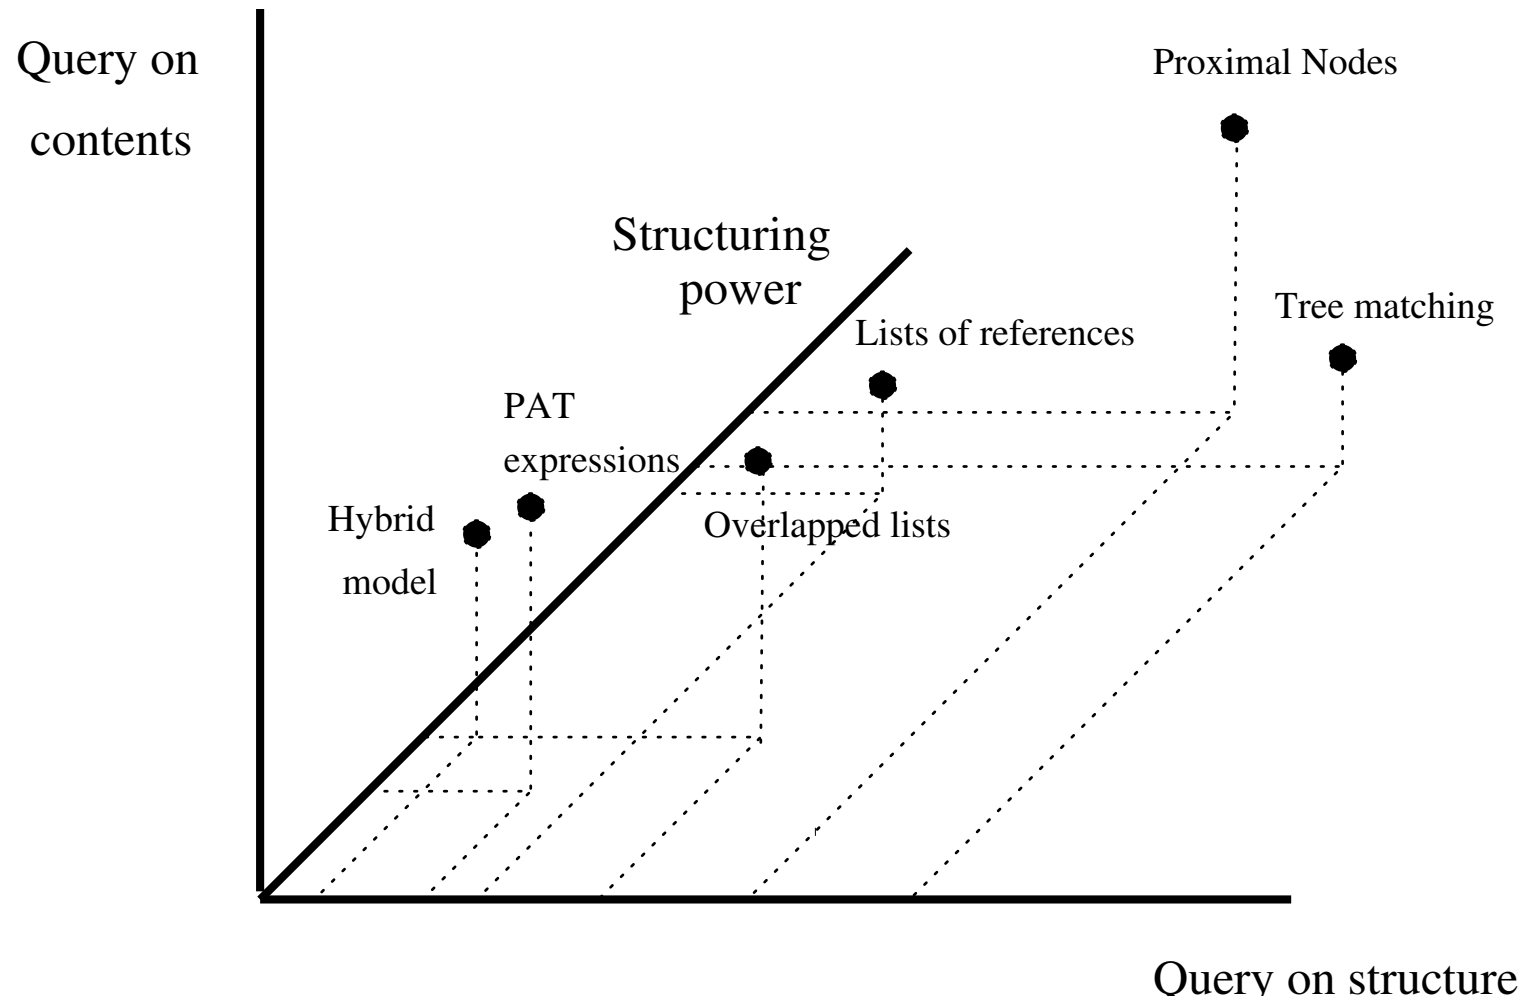 Query on
contents
Proximal Nodes
Structuring
power
Tree matching
Lists of references
PAT
expressions
Hybrid
model
Overlapped lists
Query on structure